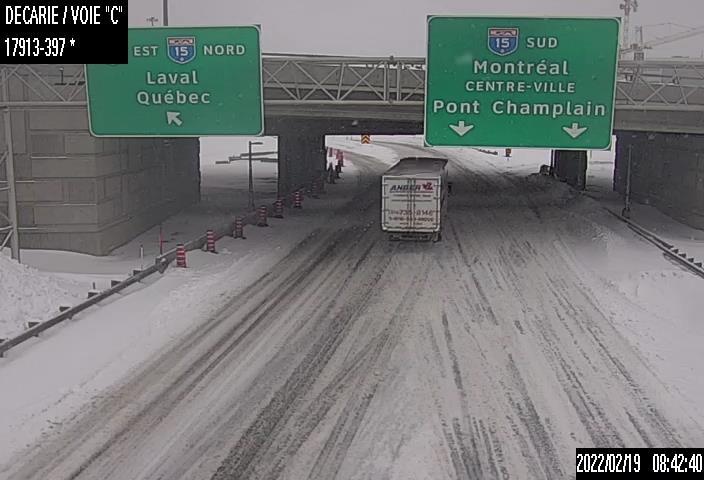 DECARIE / VOIE "C"
17913-397 *
EST 15 NORD
Laval
Québec
15 SUD
Montréal
CENTRE-VILLE
Pont Champlain
2022/02/19 08:42:40